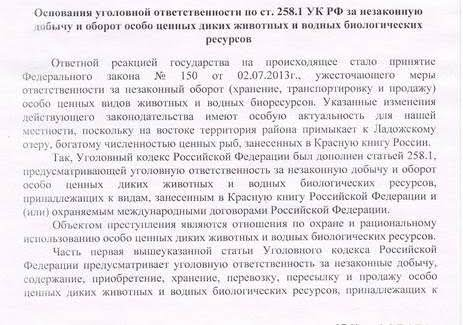 Основания уголовной ответственности по ст. 258.1 УК РФ за незаконную
добычу и оборот особо ценных диких животных и водных биологических
ресурсов
Ответной реакцией государства на происходящее стало принятие
Федерального закона № 150 от 02.07.2013г., ужесточающего меры
ответственности за незаконный оборот (хранение, транспортировку и продажу)
особо ценных видов животных и водных биоресурсов. Указанные изменения
действующего законодательства имеют особую актуальность для нашей
местности, поскольку на востоке территория района примыкает к Ладожскому
озеру, богатому численностью ценных рыб, занесенных в Красную книгу России.
Так, Уголовный кодекс Российской Федерации был дополнен статьей 258.1,
предусматривающей уголовную ответственность за незаконную добычу и оборот
особо ценных диких животных и водных биологических ресурсов,
принадлежащих к видам, занесенным в Красную книгу Российской Федерации и
(или) охраняемым международными договорами Российской Федерации.
Объектом преступления являются отношения по охране и рациональному
использованию особо ценных диких животных и водных биологических ресурсов.
Часть первая вышеуказанной статьи Уголовного кодекса Российской
Федерации предусматривает уголовную ответственность за незаконные добычу,
содержание, приобретение, хранение, перевозку, пересылку и продажу особо
ценных диких животных и водных биологических ресурсов, принадлежащих к